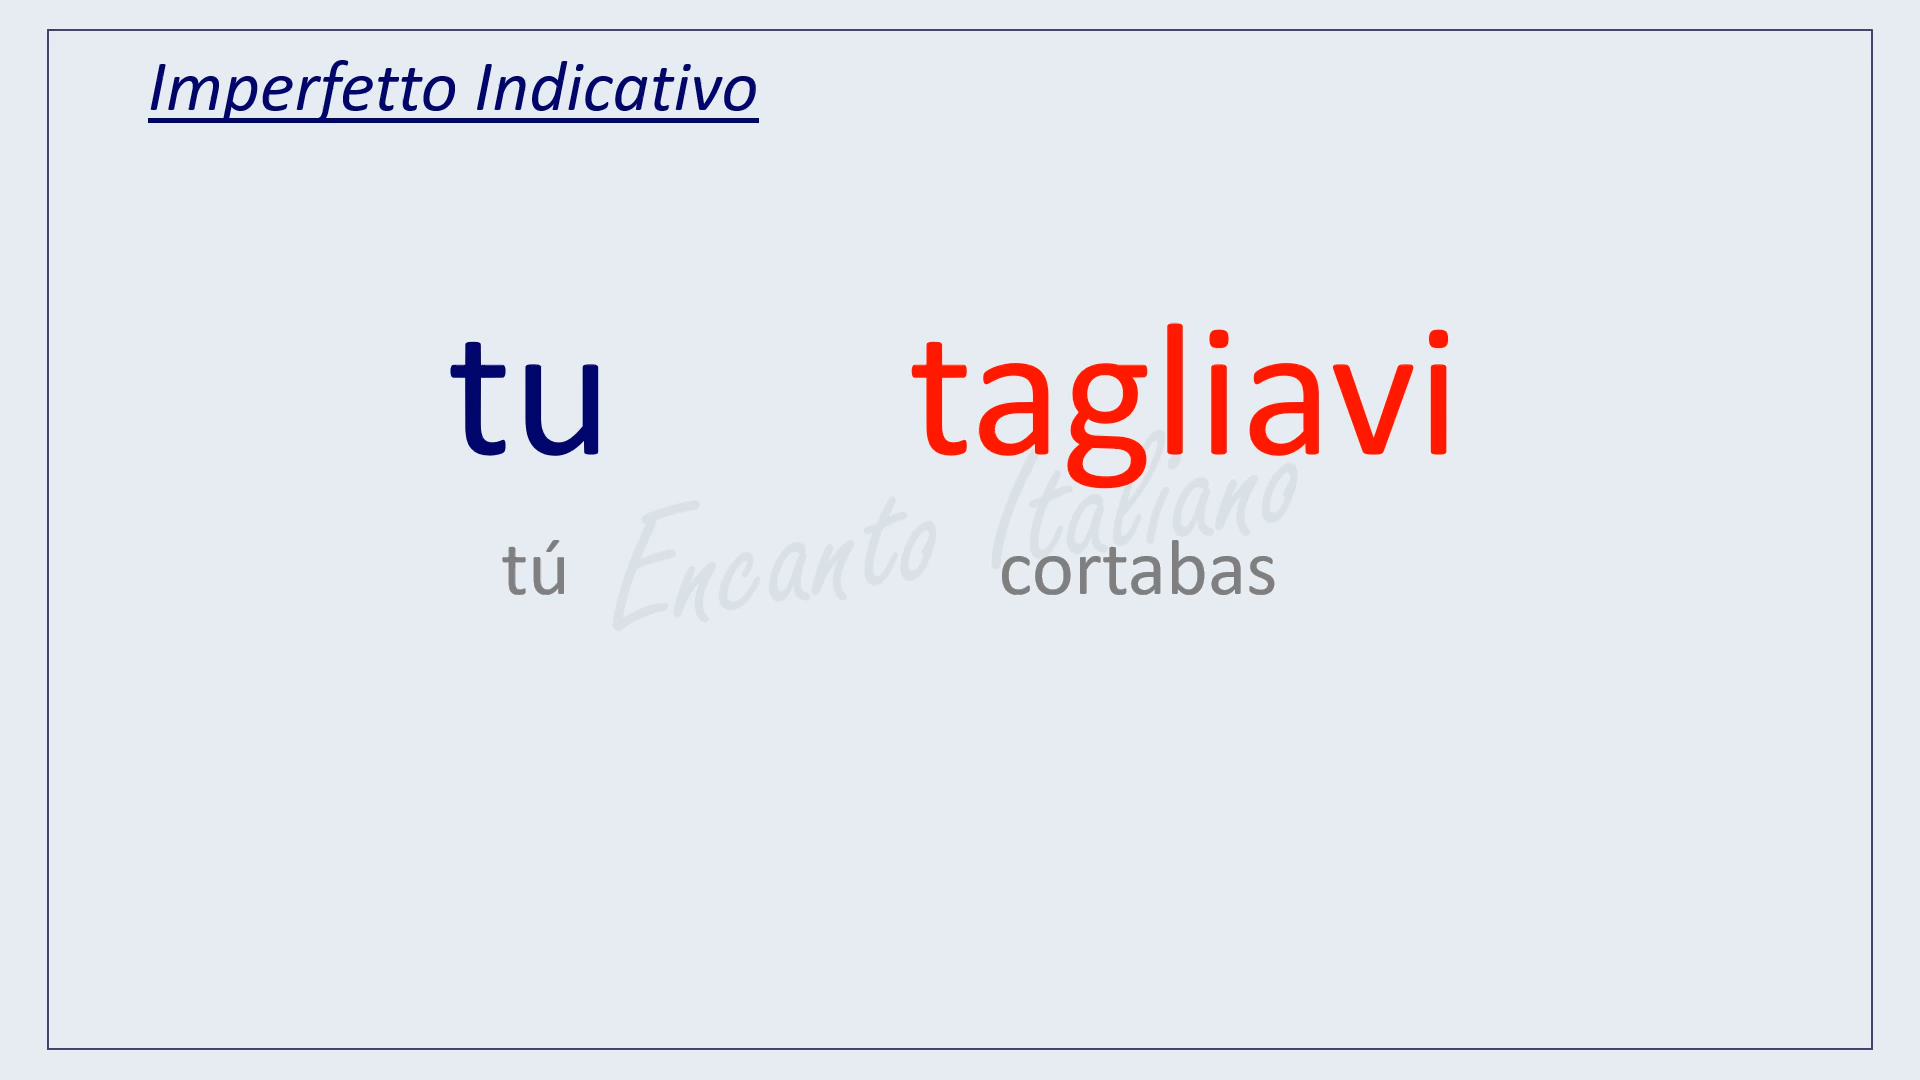 Imperfetto Indicativo
tu tagliavi
Encanto Italiano
tú cortabas